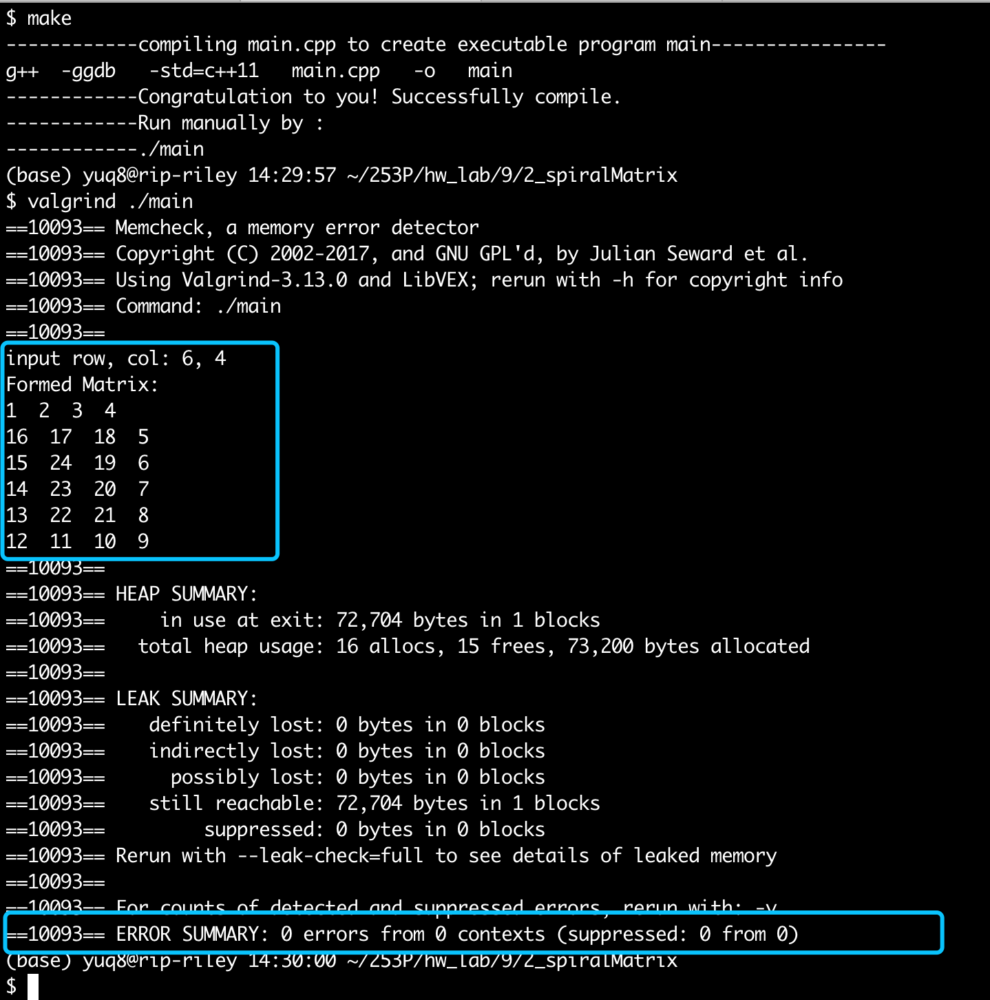 $ make
------------compiling main.cpp to create executable program main----------------
g++  -ggdb   -std=c++11   main.cpp   -o   main
------------Congratulation to you! Successfully compile.
------------Run manually by :
------------./main
(base) yuq8@rip-riley 14:29:57 ~/253P/hw_lab/9/2_spiralMatrix
$ valgrind ./main
==10093== Memcheck, a memory error detector
==10093== Copyright (C) 2002-2017, and GNU GPL'd, by Julian Seward et al.
==10093== Using Valgrind-3.13.0 and LibVEX; rerun with -h for copyright info
==10093== Command: ./main
==10093==
input row, col: 6, 4
Formed Matrix:
1  2  3  4
16  17  18  5
15  24  19  6
14  23  20  7
13  22  21  8
12  11  10  9
==10093==
==10093== HEAP SUMMARY:
==10093==     in use at exit: 72,704 bytes in 1 blocks
==10093==   total heap usage: 16 allocs, 15 frees, 73,200 bytes allocated
==10093==
==10093== LEAK SUMMARY:
==10093==    definitely lost: 0 bytes in 0 blocks
==10093==    indirectly lost: 0 bytes in 0 blocks
==10093==      possibly lost: 0 bytes in 0 blocks
==10093==    still reachable: 72,704 bytes in 1 blocks
==10093==         suppressed: 0 bytes in 0 blocks
==10093== Rerun with --leak-check=full to see details of leaked memory
==10093==
==10093== For counts of detected and suppressed errors, rerun with: -v
==10093== ERROR SUMMARY: 0 errors from 0 contexts (suppressed: 0 from 0)
(base) yuq8@rip-riley 14:30:00 ~/253P/hw_lab/9/2_spiralMatrix
$